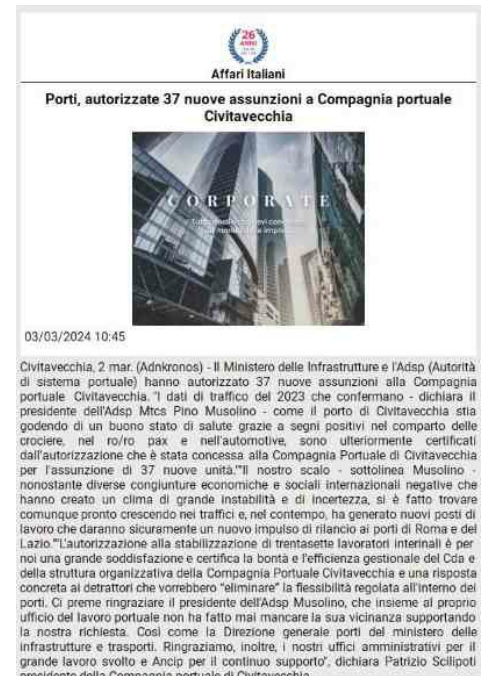 26
ANNI
Affari Italiani
Porti, autorizzate 37 nuove assunzioni a Compagnia portuale
Civitavecchia
CORPORATE
03/03/2024 10:45
Civitavecchia, 2 mar. (Adnkronos) - Il Ministero delle Infrastrutture e l'Adsp (Autorità
di sistema portuale) hanno autorizzato 37 nuove assunzioni alla Compagnia
portuale Civitavecchia. "I dati di traffico del 2023 che confermano - dichiara il
presidente dell'Adsp Mtcs Pino Musolino - come il porto di Civitavecchia stia
godendo di un buono stato di salute grazie a segni positivi nel comparto delle
crociere, nel ro/ro pax e nell'automotive, sono ulteriormente certificati
dall'autorizzazione che è stata concessa alla Compagnia Portuale di Civitavecchia
per l'assunzione di 37 nuove unità.""Il nostro scalo - sottolinea Musolino -
nonostante diverse congiunture economiche e sociali internazionali negative che
hanno creato un clima di grande instabilità e di incertezza, si è fatto trovare
comunque pronto crescendo nei traffici e, nel contempo, ha generato nuovi posti di
lavoro che daranno sicuramente un nuovo impulso di rilancio ai porti di Roma e del
Lazio."“L'autorizzazione alla stabilizzazione di trentasette lavoratori interinali è per
noi una grande soddisfazione e certifica la bontà e l'efficienza gestionale del Cda e
della struttura organizzativa della Compagnia Portuale Civitavecchia e una risposta
concreta ai detrattori che vorrebbero “eliminare” la flessibilità regolata all'interno dei
porti. Ci preme ringraziare il presidente dell'Adsp Musolino, che insieme al proprio
ufficio del lavoro portuale non ha fatto mai mancare la sua vicinanza supportando
la nostra richiesta. Così come la Direzione generale porti del ministero delle
infrastrutture e trasporti. Ringraziamo, inoltre, i nostri uffici amministrativi per il
grande lavoro svolto e Ancip per il continuo supporto”, dichiara Patrizio Scilipoti
presidente della Compagnia portuale di Civitavecchia